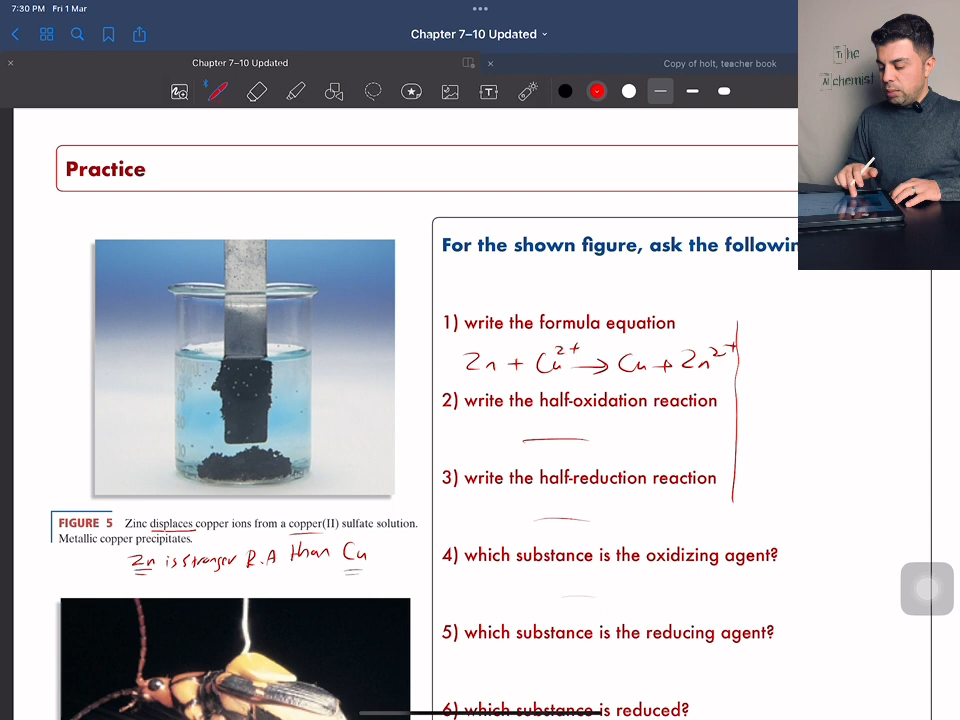 7:30 PM Fri 1 Mar
Chapter 7–10 Updated
Chapter 7–10 Updated
Copy of holt, teacher book
Ti he
Al chemist
Practice
For the shown figure, ask the followin
1) write the formula equation
Zn + Cu2+ → Cu + Zn2+
2) write the half-oxidation reaction
3) write the half-reduction reaction
4) which substance is the oxidizing agent?
5) which substance is the reducing agent?
6) which substance is reduced?
FIGURE 5 Zinc displaces copper ions from a copper(II) sulfate solution.
Metallic copper precipitates.
Zn is stronger R.A than Cu